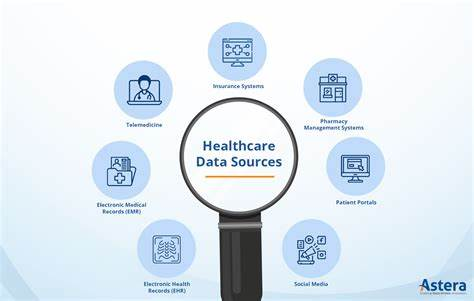 Insurance Systems
Telemedicine
Pharmacy
Management Systems
Healthcare
Data Sources
Electronic Medical
Records (EMR)
Patient Portals
Electronic Health
Records (EHR)
Social Media
Astera